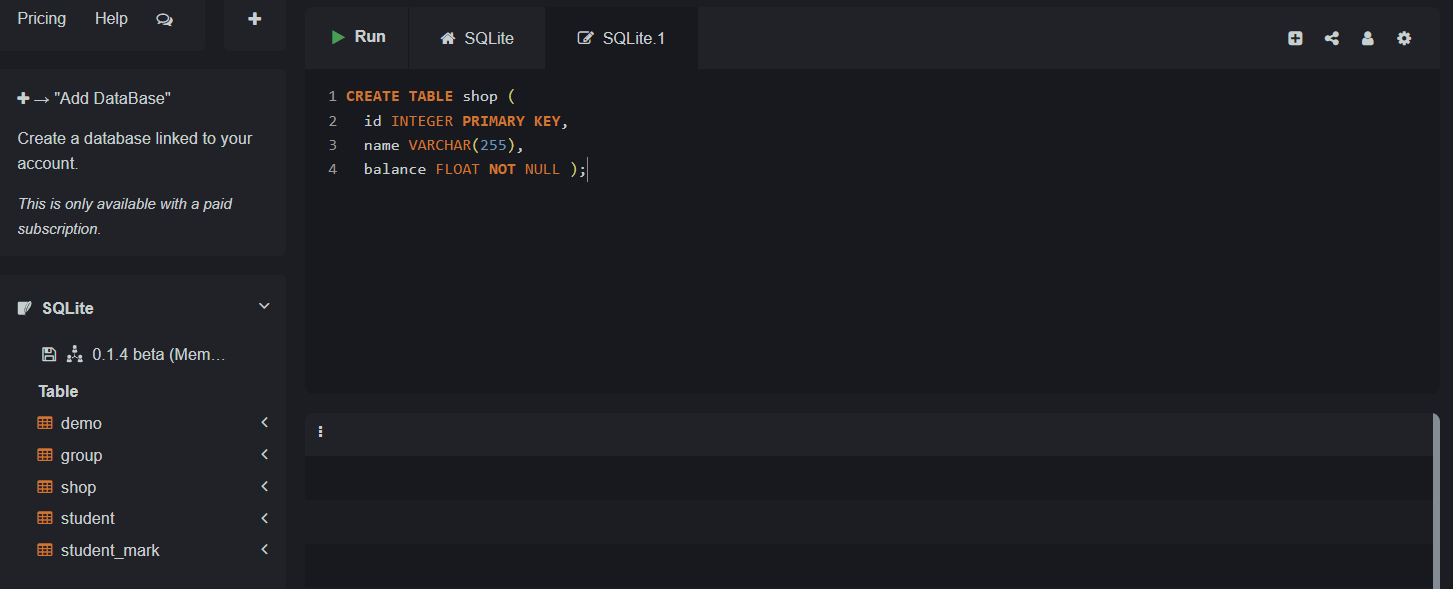 Pricing Help
"Add DataBase"
Create a database linked to your
account.
This is only available with a paid
subscription.
SQLite
0.1.4 beta (Mem…
Table
demo
group
shop
student
student_mark
Run SQLite SQLite.1
1 CREATE TABLE shop (
2 id INTEGER PRIMARY KEY,
3 name VARCHAR(255),
4 balance FLOAT NOT NULL );